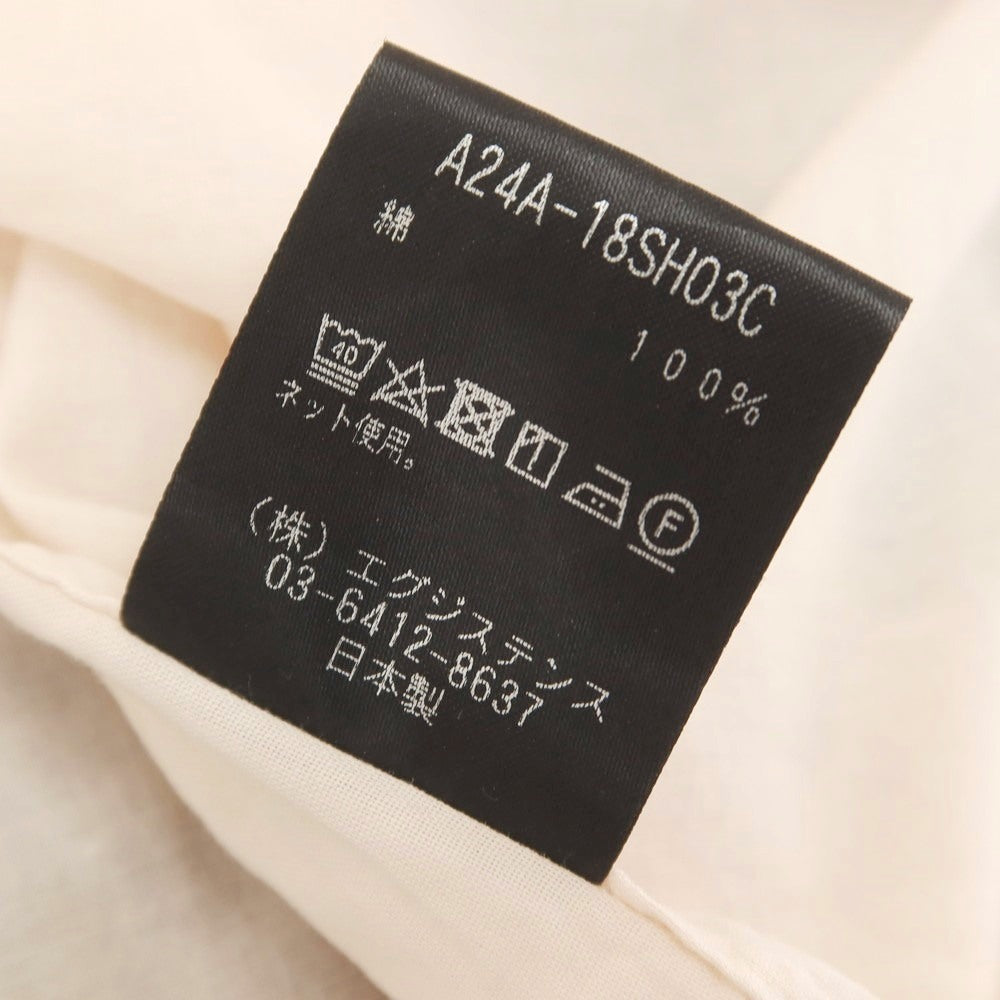 A24A-18SH03C
綿 100%
40
ネット使用。
F
(株)エグジステンス
03-6412-8637
日本製